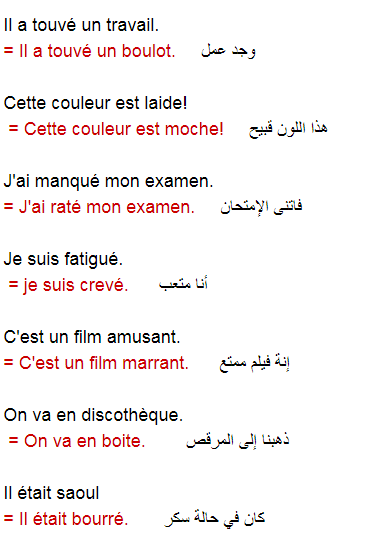 Il a touvé un travail.
= Il a touvé un boulot. وجد عمل
Cette couleur est laide!
= Cette couleur est moche! هذا اللون قبيح
J'ai manqué mon examen.
= J'ai raté mon examen. فاتنى الإمتحان
Je suis fatigué.
= je suis crevé. أنا متعب
C'est un film amusant.
= C'est un film marrant. إنة فيلم ممتع
On va en discothèque.
= On va en boite. ذهبنا إلى المرقص
Il était saoul
= Il était bourré. كان في حالة سكر